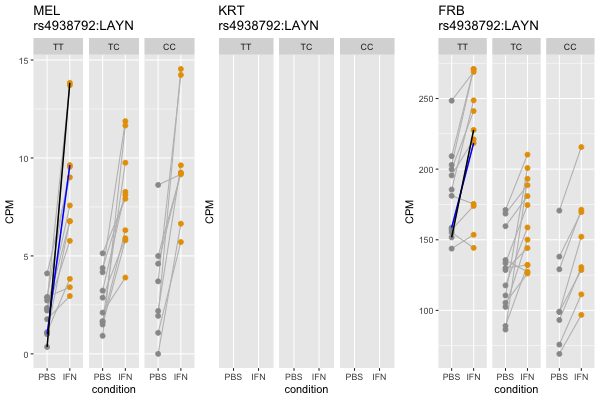 MEL
rs4938792:LAYN
TT TC CC
15
10
5
0
CPM
PBS IFN PBS IFN PBS IFN
condition
KRT
rs4938792:LAYN
TT TC CC
CPM
PBS IFN PBS IFN PBS IFN
condition
FRB
rs4938792:LAYN
TT TC CC
250
200
150
100
CPM
PBS IFN PBS IFN PBS IFN
condition